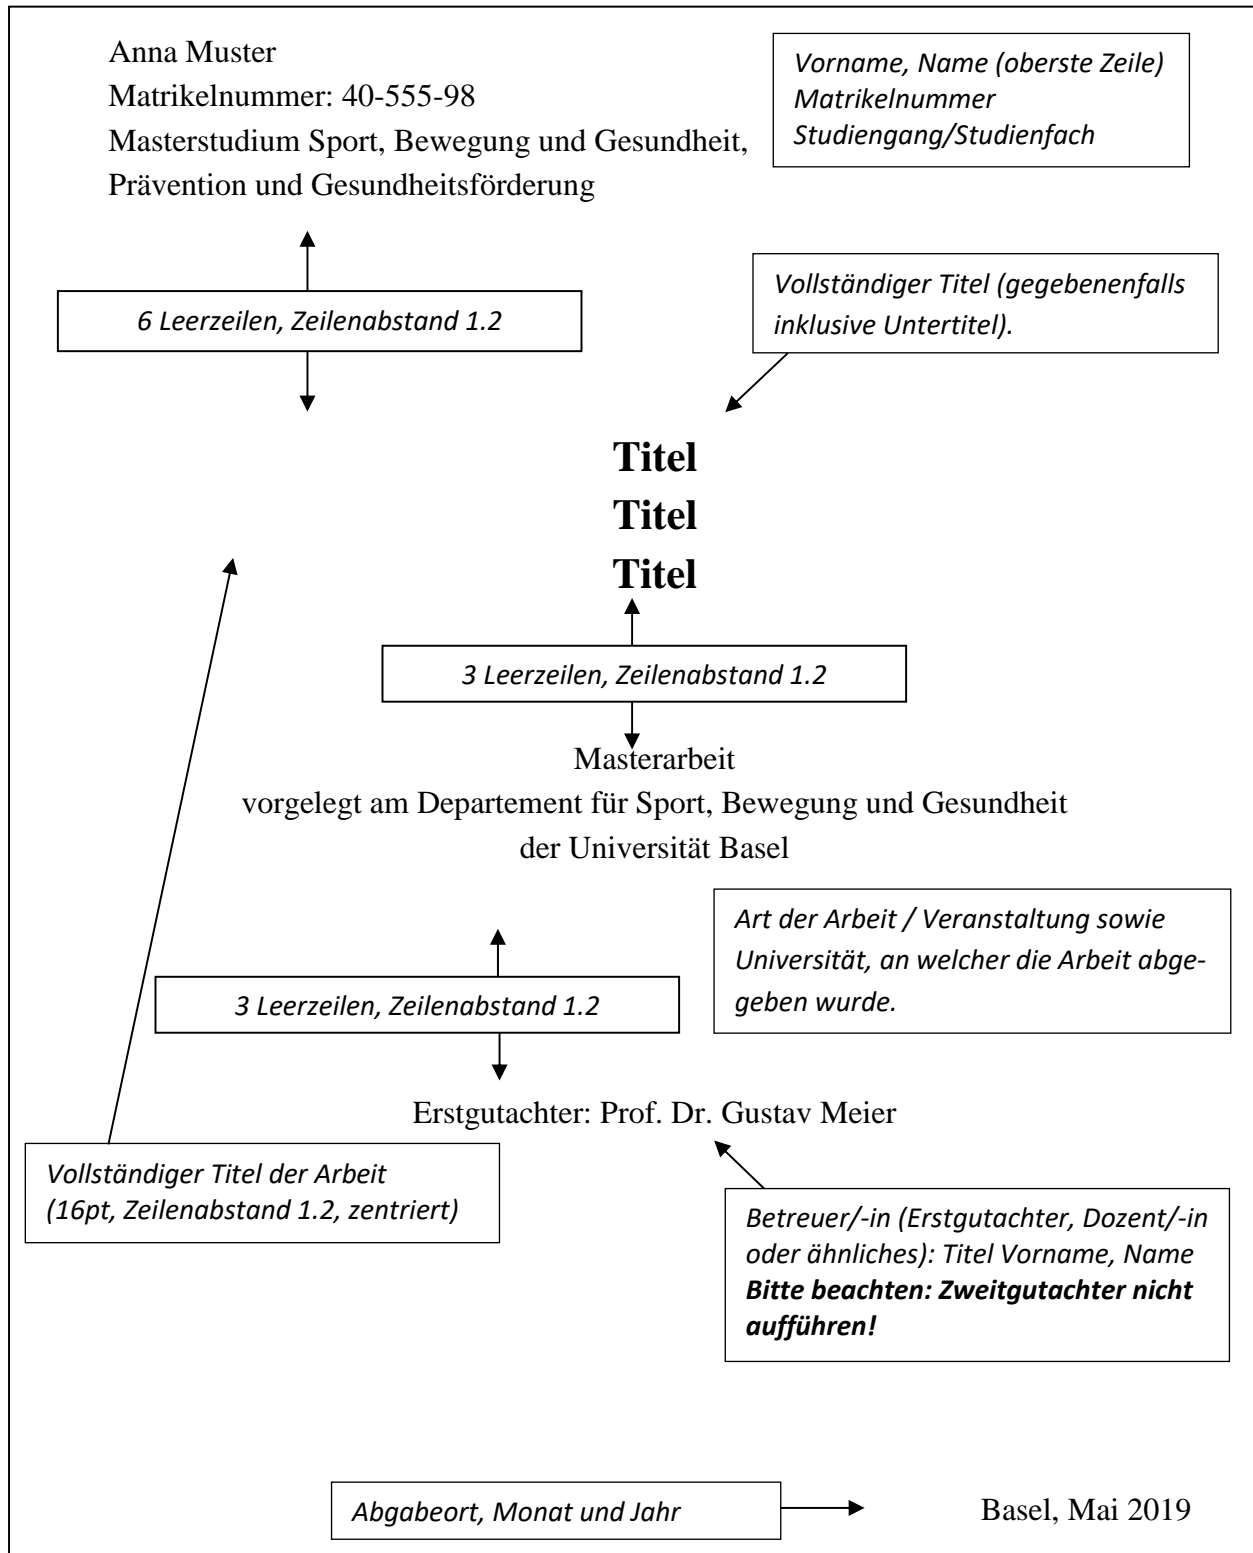 Anna Muster
Matrikelnummer: 40-555-98
Masterstudium Sport, Bewegung und Gesundheit,
Prävention und Gesundheitsförderung
Vorname, Name (oberste Zeile)
Matrikelnummer
Studiengang/Studienfach
6 Leerzeilen, Zeilenabstand 1.2
Vollständiger Titel (gegebenenfalls
inklusive Untertitel).
Titel
Titel
Titel
3 Leerzeilen, Zeilenabstand 1.2
Masterarbeit
vorgelegt am Departement für Sport, Bewegung und Gesundheit
der Universität Basel
Art der Arbeit / Veranstaltung sowie
Universität, an welcher die Arbeit abge-
geben wurde.
3 Leerzeilen, Zeilenabstand 1.2
Erstgutachter: Prof. Dr. Gustav Meier
Vollständiger Titel der Arbeit
(16pt, Zeilenabstand 1.2, zentriert)
Betreuer/-in (Erstgutachter, Dozent/-in
oder ähnliches): Titel Vorname, Name
Bitte beachten: Zweitgutachter nicht
aufführen!
Abgabeort, Monat und Jahr
Basel, Mai 2019